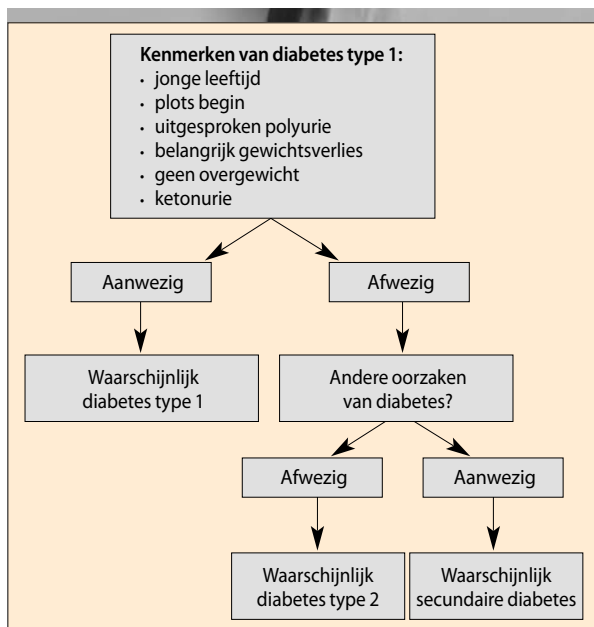 Kenmerken van diabetes type 1:
· jonge leeftijd
· plots begin
· uitgesproken polyurie
· belangrijk gewichtsverlies
· geen overgewicht
· ketonurie
Aanwezig
Afwezig
Waarschijnlijk
diabetes type 1
Andere oorzaken
van diabetes?
Afwezig
Aanwezig
Waarschijnlijk
diabetes type 2
Waarschijnlijk
secundaire diabetes